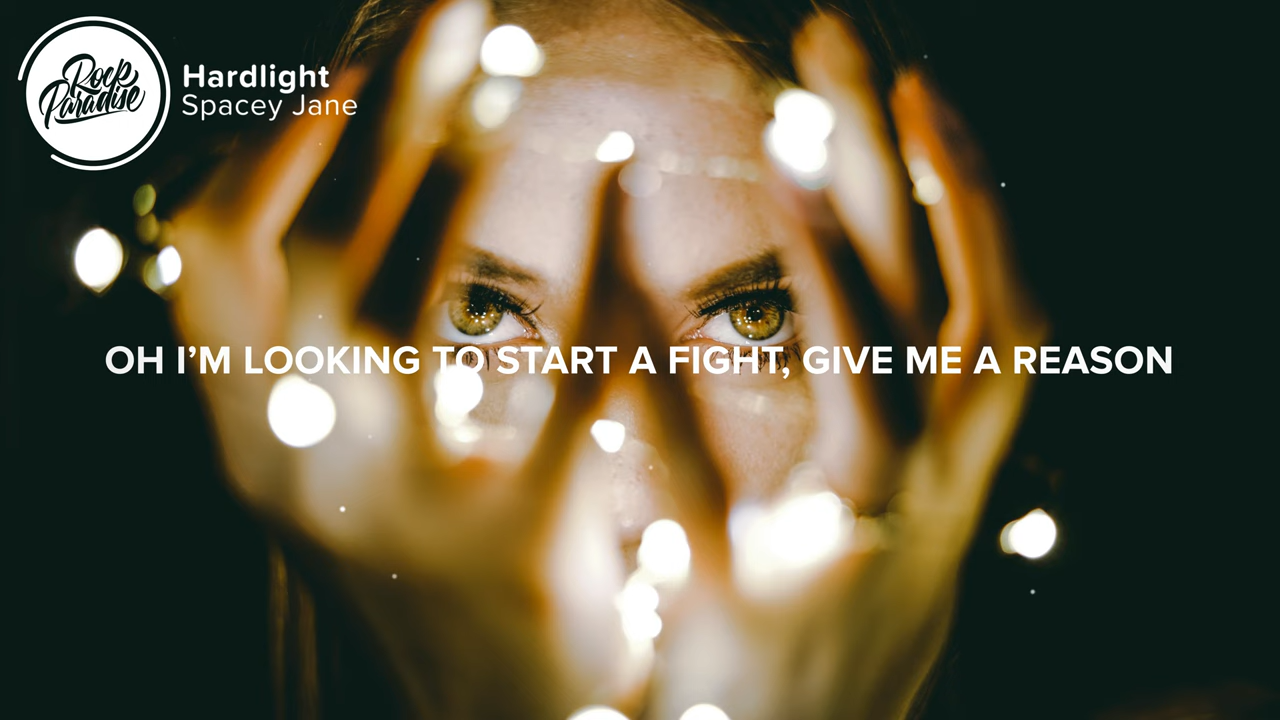 Rock
Paradise
Hardlight
Spacey Jane
OH I’M LOOKING TO START A FIGHT, GIVE ME A REASON